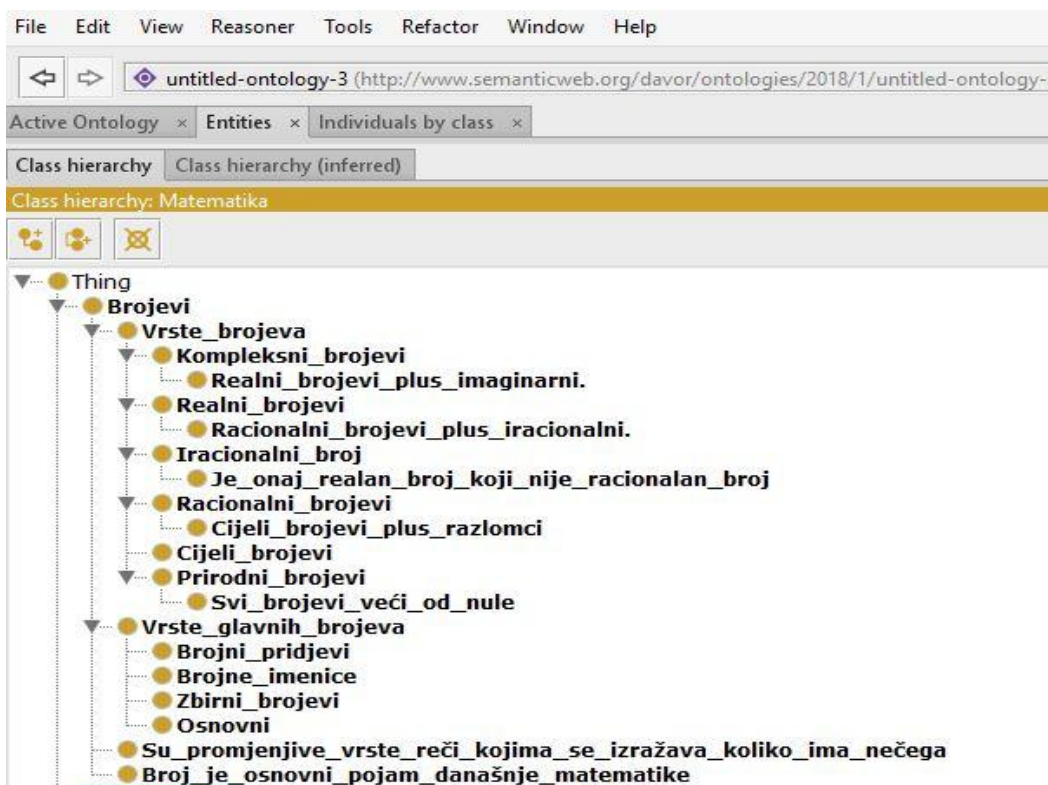 File Edit View Reasoner Tools Refactor Window Help
untitled-ontology-3 (http://www.semanticweb.org/davor/ontologies/2018/1/untitled-ontology-
Active Ontology × Entities × Individuals by class ×
Class hierarchy Class hierarchy (inferred)
Class hierarchy: Matematika
Thing
Brojevi
Vrste_brojeva
Kompleksni_brojevi
Realni_brojevi_plus_imaginarni.
Realni_brojevi
Racionalni_brojevi_plus_iracionalni.
Iracionalni_broj
Je_onaj_realan_broj_koji_nije_racionalan_broj
Racionalni_brojevi
Cijeli_brojevi_plus_razlomci
Cijeli_brojevi
Prirodni_brojevi
Svi_brojevi_veći_od_nule
Vrste_glavnih_brojeva
Brojni_pridjevi
Brojne_imenice
Zbirni_brojevi
Osnovni
Su_promjenjive_vrste_reči_kojima_se_izražava_koliko_ima_nečega
Broj_je_osnovni_pojam_današnje_matematike